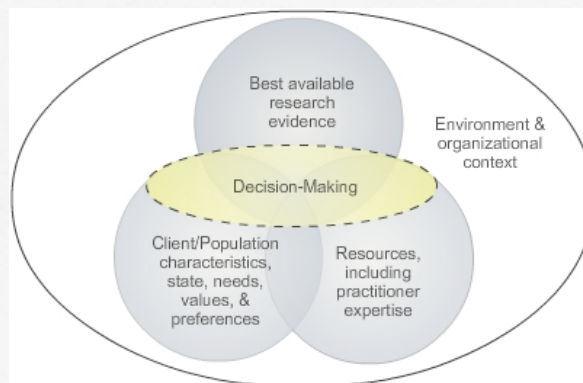 Best available
research
evidence
Environment &
organizational
context
Decision-Making
Client/Population
characteristics,
state, needs,
values, &
preferences
Resources,
including
practitioner
expertise